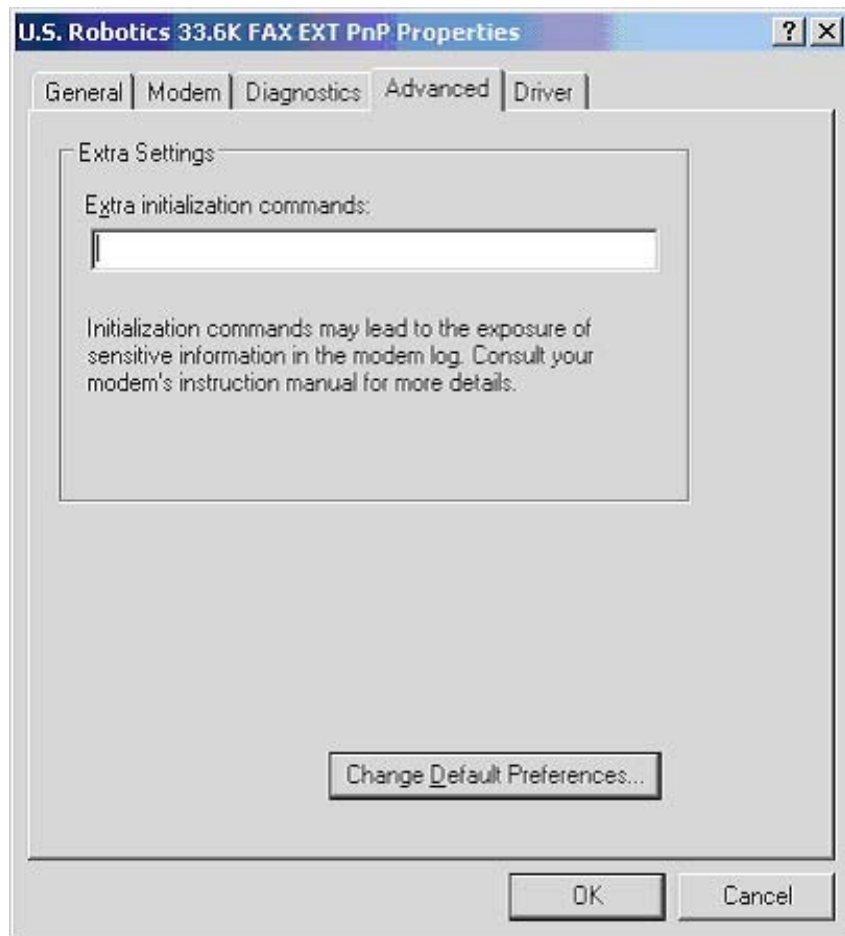 U.S. Robotics 33.6K FAX EXT PnP Properties
? X
General Modem Diagnostics Advanced Driver
Extra Settings
Extra initialization commands:
Initialization commands may lead to the exposure of
sensitive information in the modem log. Consult your
modem's instruction manual for more details.
Change Default Preferences...
OK Cancel